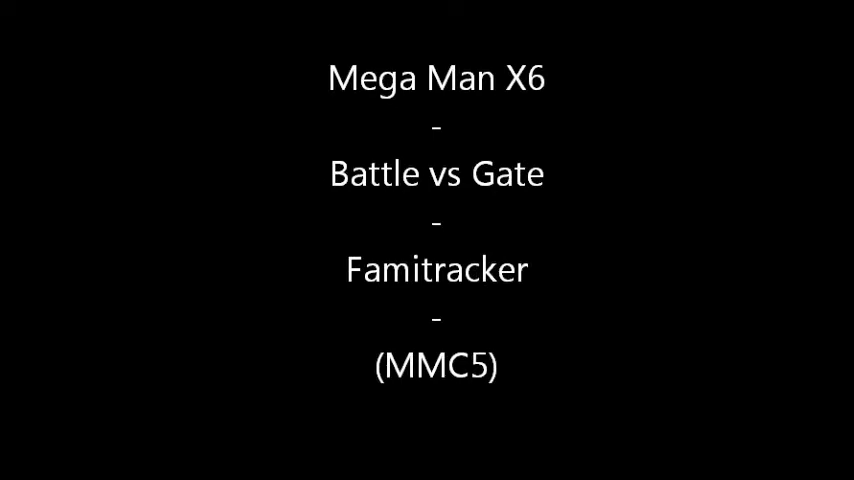 Mega Man X6
-
Battle vs Gate
-
Famitracker
-
(MMC5)